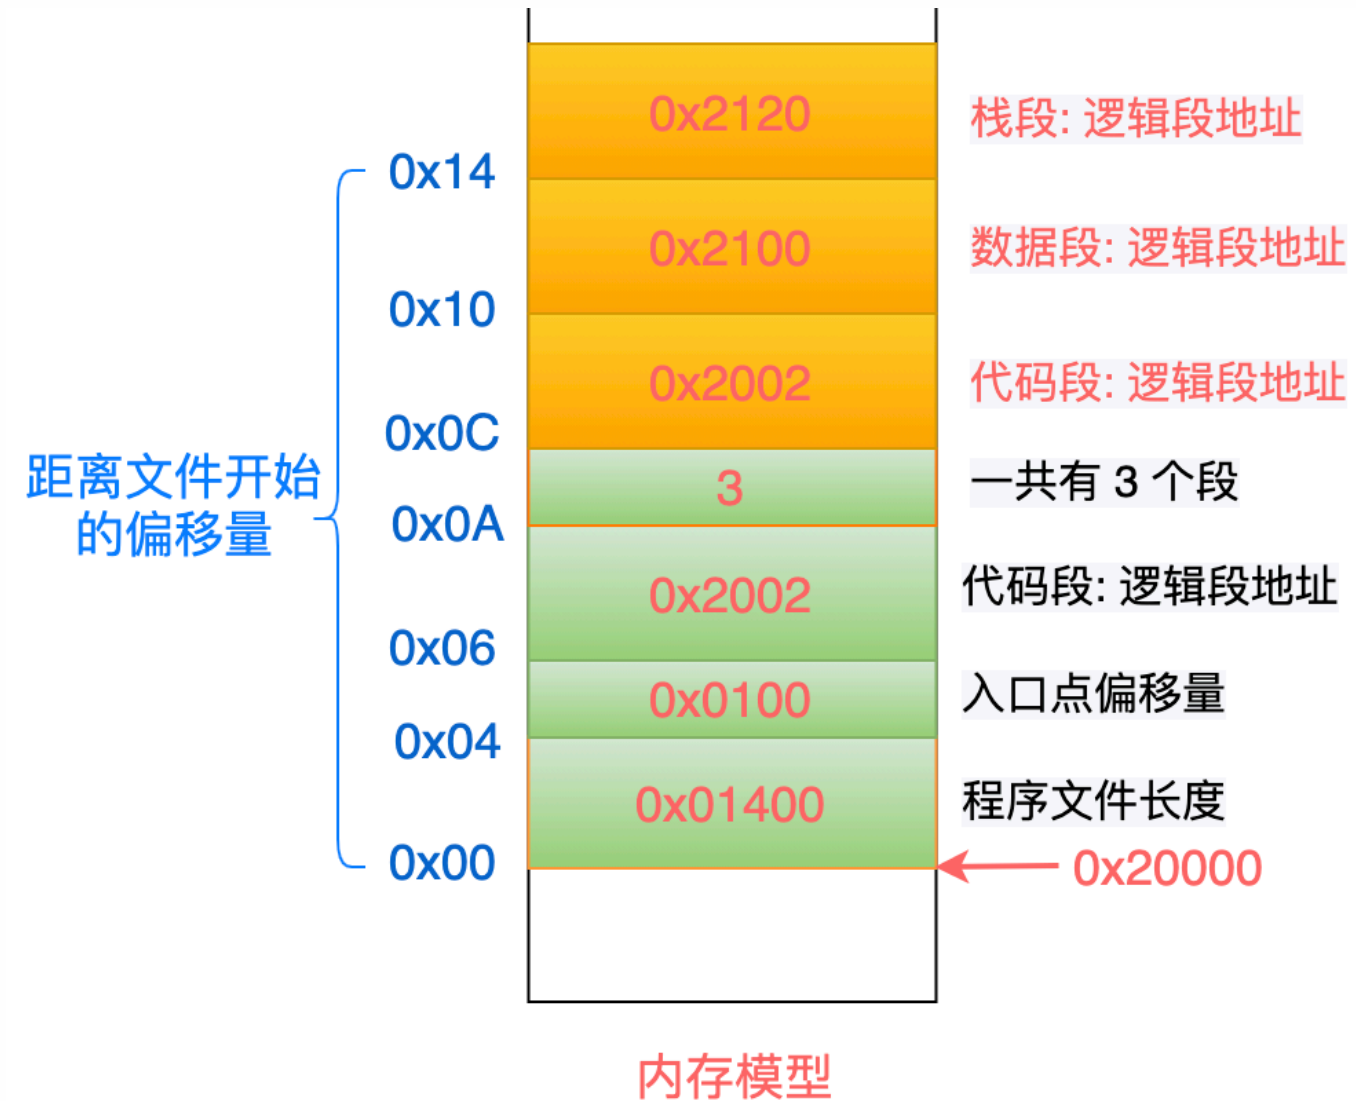 0x2120
栈段: 逻辑段地址
0x14
0x2100
数据段: 逻辑段地址
0x10
0x2002
代码段: 逻辑段地址
0x0C
距离文件开始
的偏移量
3
一共有 3 个段
0x0A
0x2002
代码段: 逻辑段地址
0x06
0x0100
入口点偏移量
0x04
0x01400
程序文件长度
0x00
0x20000
内存模型